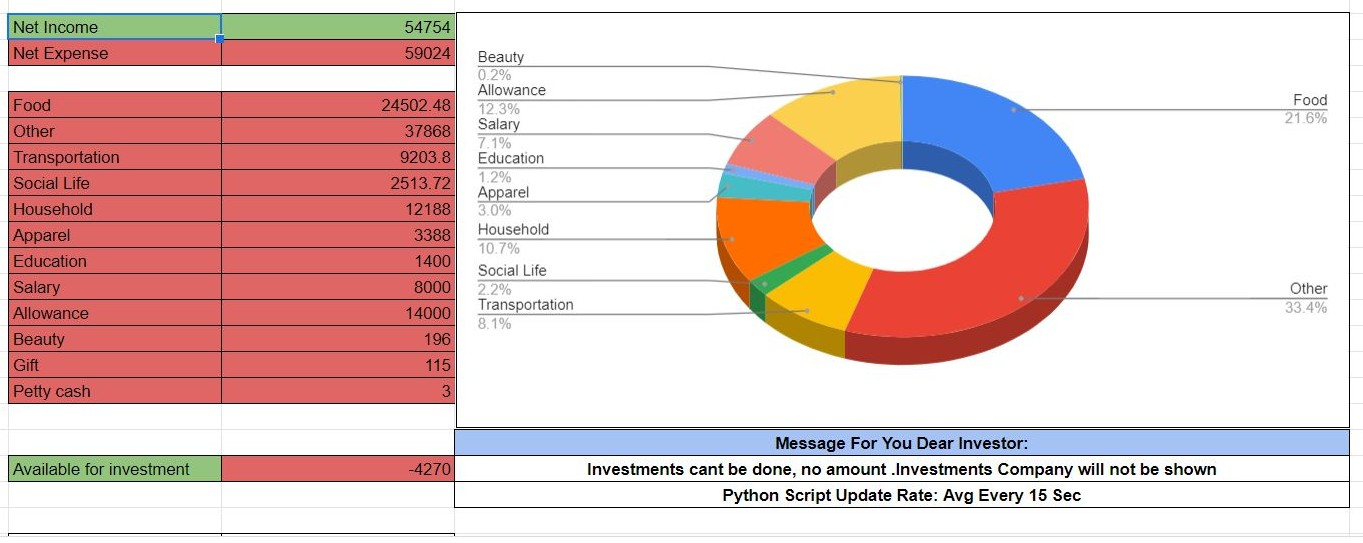 Net Income 54754
Net Expense 59024
Food 24502.48
Other 37868
Transportation 9203.8
Social Life 2513.72
Household 12188
Apparel 3388
Education 1400
Salary 8000
Allowance 14000
Beauty 196
Gift 115
Petty cash 3
Available for investment -4270
Beauty
0.2%
Allowance
12.3%
Salary
7.1%
Education
1.2%
Apparel
3.0%
Household
10.7%
Social Life
2.2%
Transportation
8.1%
Food
21.6%
Other
33.4%
Message For You Dear Investor:
Investments cant be done, no amount .Investments Company will not be shown
Python Script Update Rate: Avg Every 15 Sec